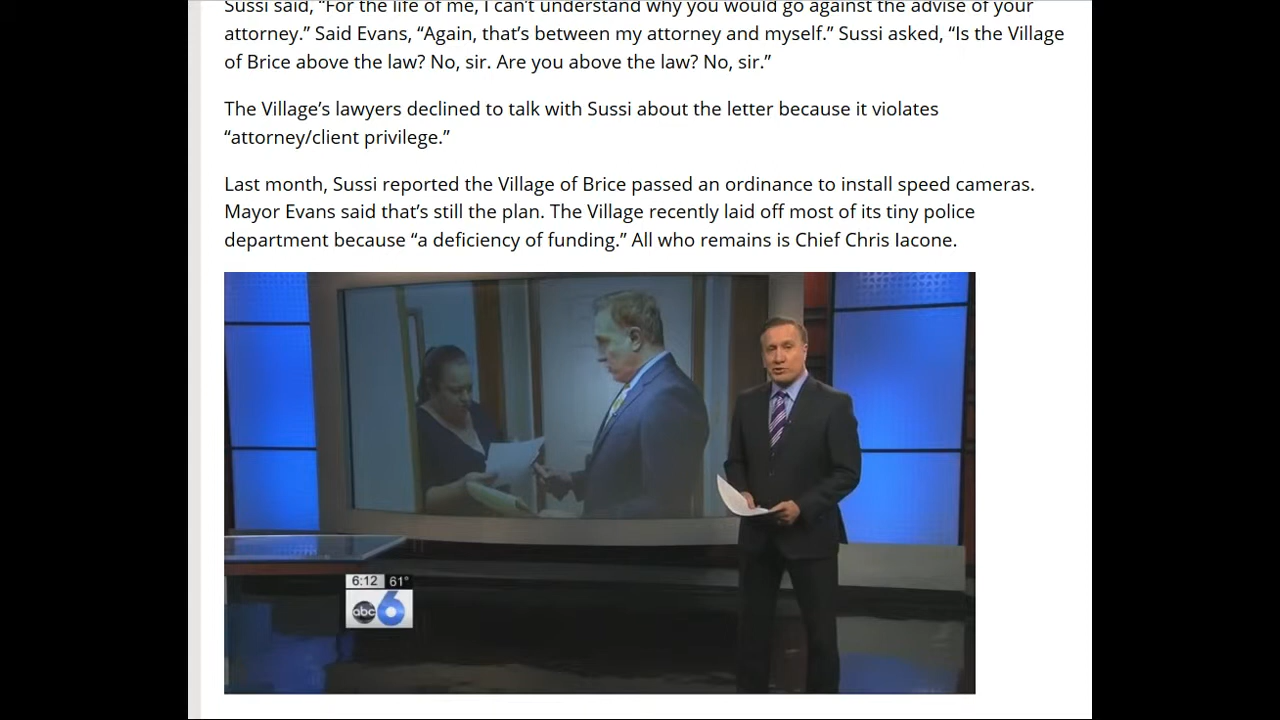 Sussi said, “For the life of me, I can’t understand why you would go against the advise of your
attorney.” Said Evans, “Again, that’s between my attorney and myself.” Sussi asked, “Is the Village
of Brice above the law? No, sir. Are you above the law? No, sir.”
The Village’s lawyers declined to talk with Sussi about the letter because it violates
“attorney/client privilege.”
Last month, Sussi reported the Village of Brice passed an ordinance to install speed cameras.
Mayor Evans said that’s still the plan. The Village recently laid off most of its tiny police
department because “a deficiency of funding.” All who remains is Chief Chris Iacone.
6:12 61°
abc 6